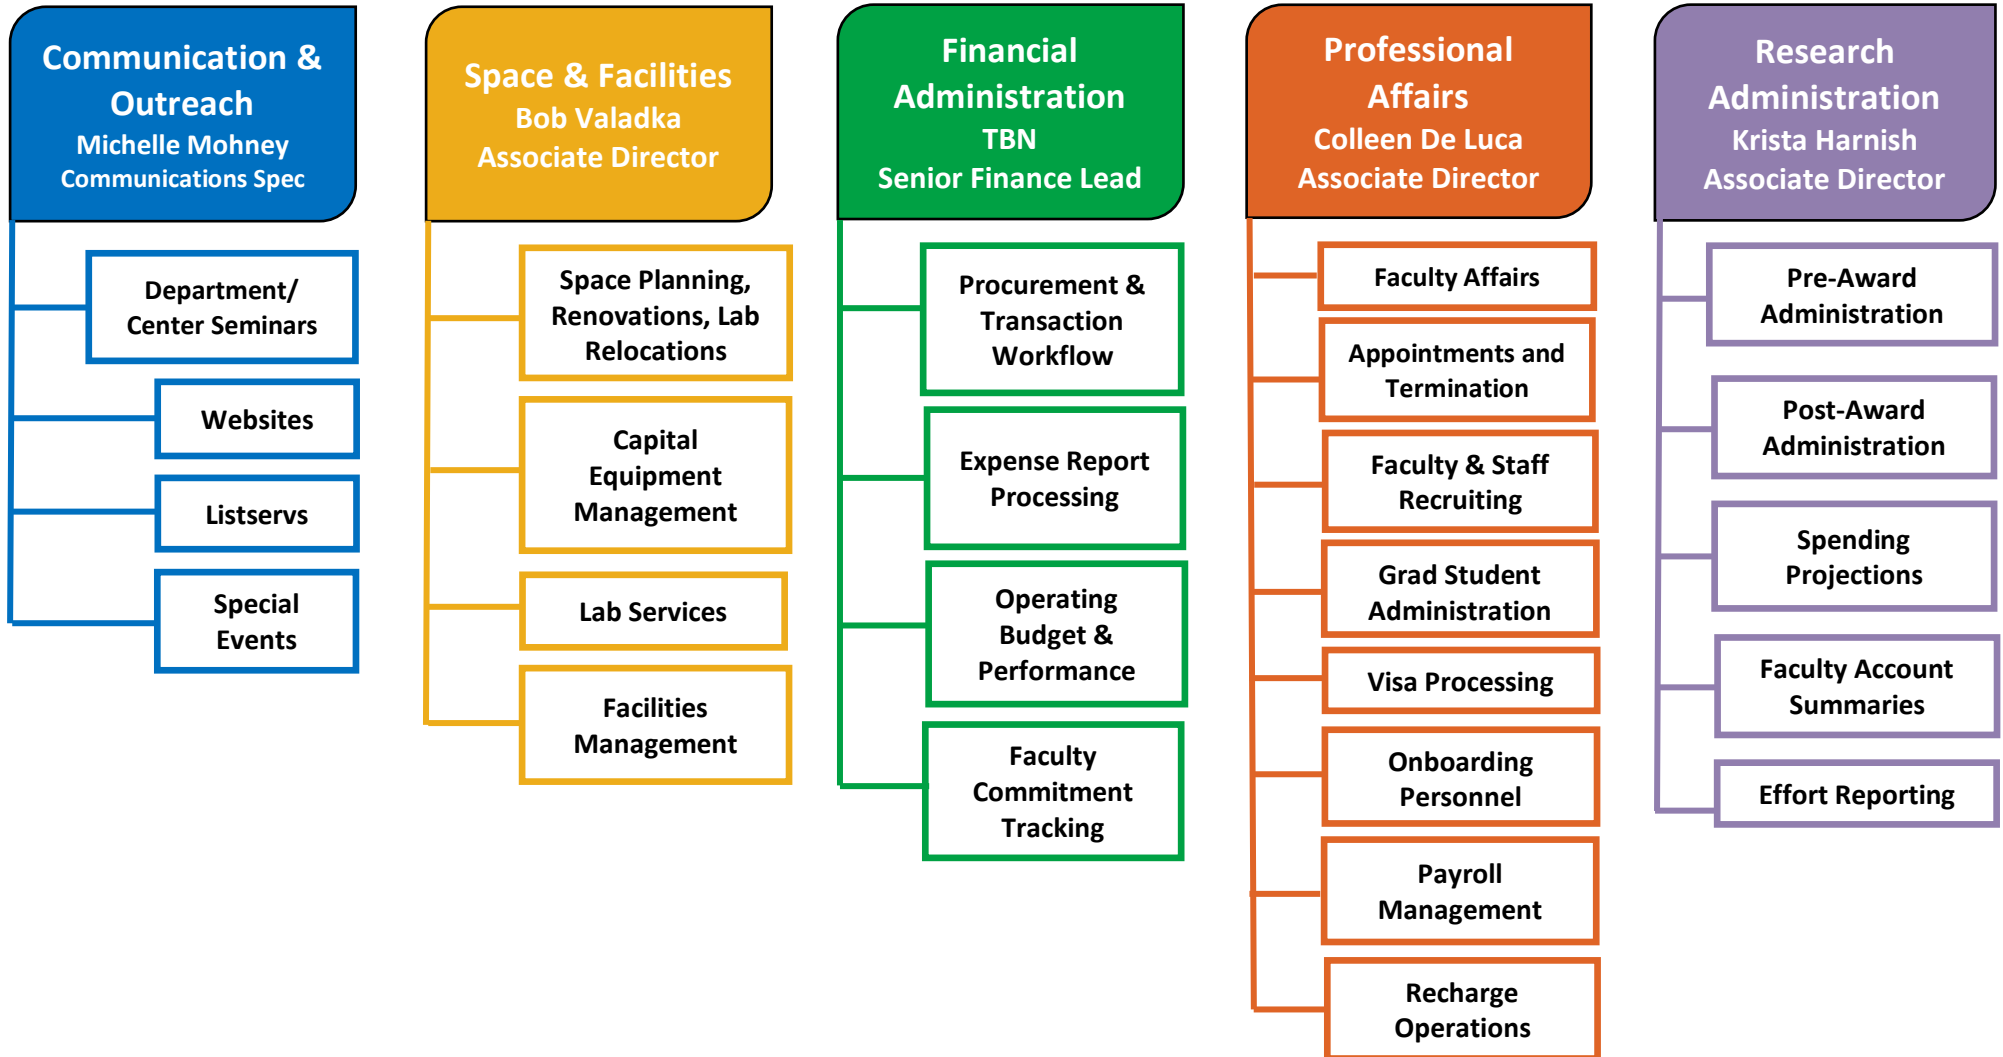 Communication &
Outreach
Michelle Mohney
Communications Spec
Department/
Center Seminars
Websites
Listservs
Special
Events
Space & Facilities
Bob Valadka
Associate Director
Space Planning,
Renovations, Lab
Relocations
Capital
Equipment
Management
Lab Services
Facilities
Management
Financial
Administration
TBN
Senior Finance Lead
Procurement &
Transaction
Workflow
Expense Report
Processing
Operating
Budget &
Performance
Faculty
Commitment
Tracking
Professional
Affairs
Colleen De Luca
Associate Director
Faculty Affairs
Appointments and
Termination
Faculty & Staff
Recruiting
Grad Student
Administration
Visa Processing
Onboarding
Personnel
Payroll
Management
Recharge
Operations
Research
Administration
Krista Harnish
Associate Director
Pre-Award
Administration
Post-Award
Administration
Spending
Projections
Faculty Account
Summaries
Effort Reporting